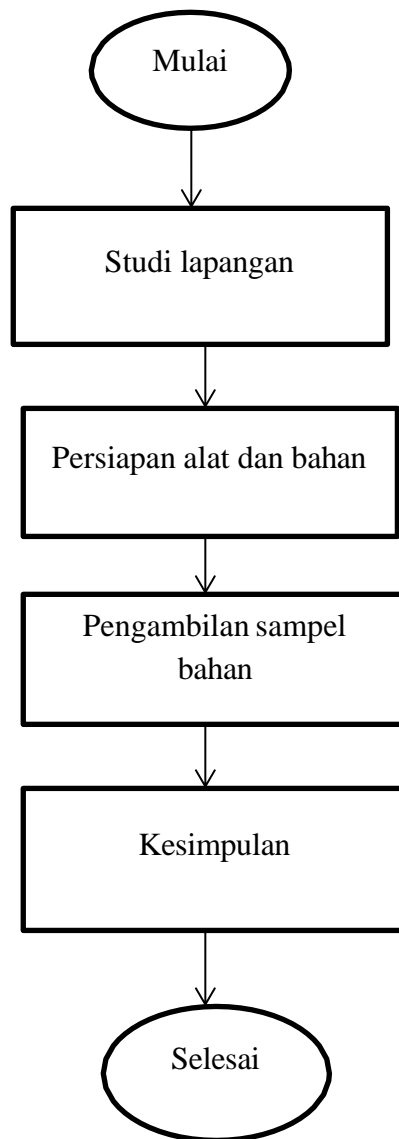 Mulai
Studi lapangan
Persiapan alat dan bahan
Pengambilan sampel
bahan
Kesimpulan
Selesai